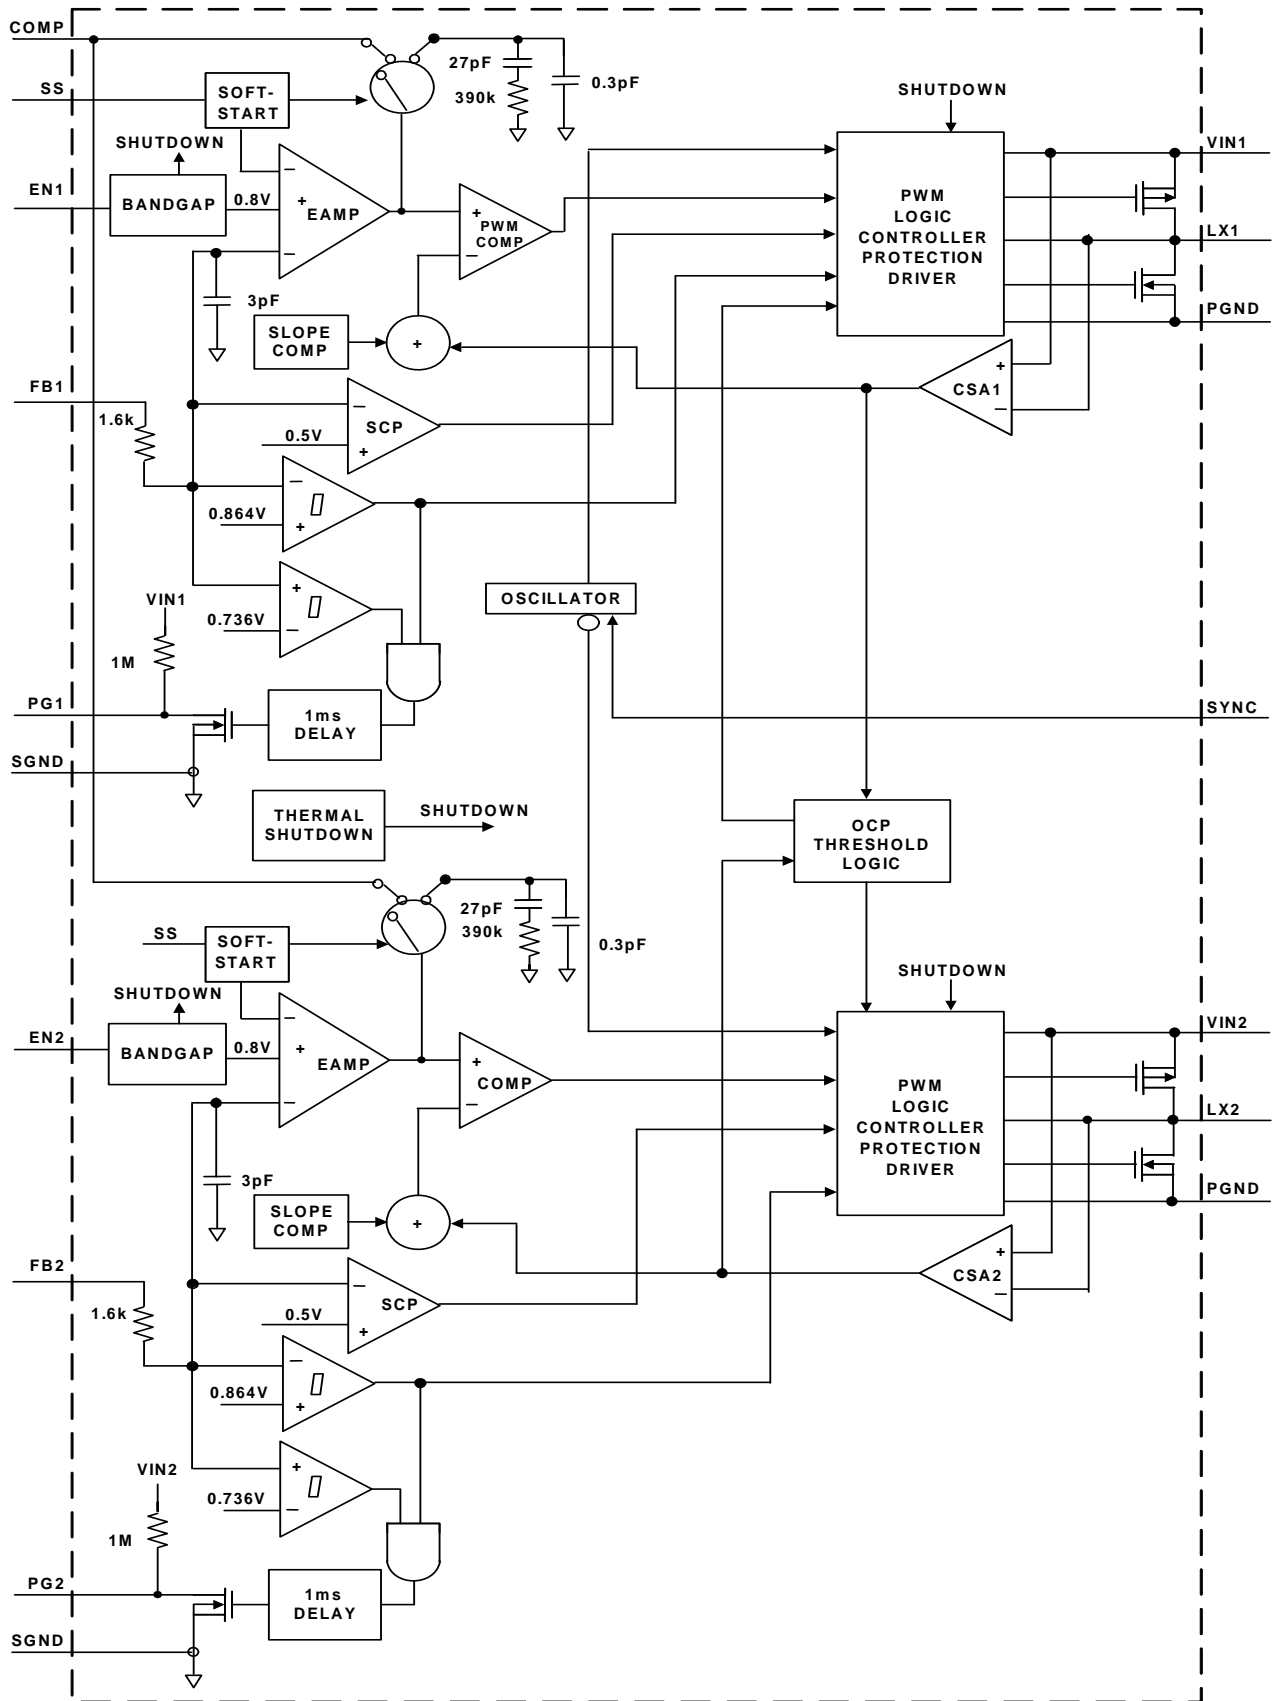 COMP
27pF
390k
0.3pF
SS
SOFT-
START
SHUTDOWN
SHUTDOWN
VIN1
EN1
BANDGAP
0.8V
−
+
EAMP
−
+
PWM
COMP
−
PWM
LOGIC
CONTROLLER
PROTECTION
DRIVER
LX1
3pF
SLOPE
COMP
+
PGND
+
CSA1
−
FB1
1.6k
−
SCP
0.5V
+
−
0.864V
+
VIN1
+
0.736V
−
OSCILLATOR
1M
PG1
1ms
DELAY
SYNC
SGND
THERMAL
SHUTDOWN
SHUTDOWN
OCP
THRESHOLD
LOGIC
27pF
390k
0.3pF
SS
SOFT-
START
SHUTDOWN
SHUTDOWN
VIN2
EN2
BANDGAP
0.8V
−
+
EAMP
−
+
COMP
−
PWM
LOGIC
CONTROLLER
PROTECTION
DRIVER
LX2
3pF
SLOPE
COMP
+
PGND
+
CSA2
−
FB2
1.6k
−
SCP
0.5V
+
−
0.864V
+
VIN2
+
0.736V
−
1M
PG2
1ms
DELAY
SGND